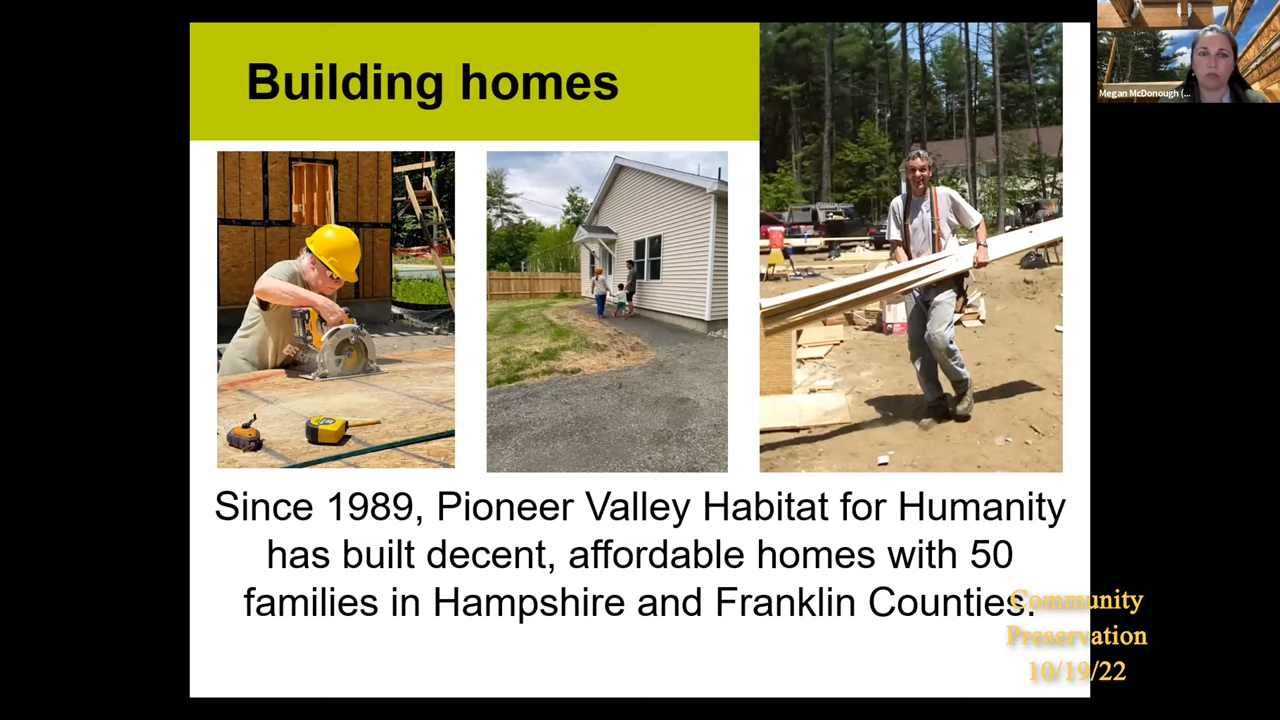 Building homes
Megan McDonough (...
Since 1989, Pioneer Valley Habitat for Humanity
has built decent, affordable homes with 50
families in Hampshire and Franklin Counties.
Community
Preservation
10/19/22